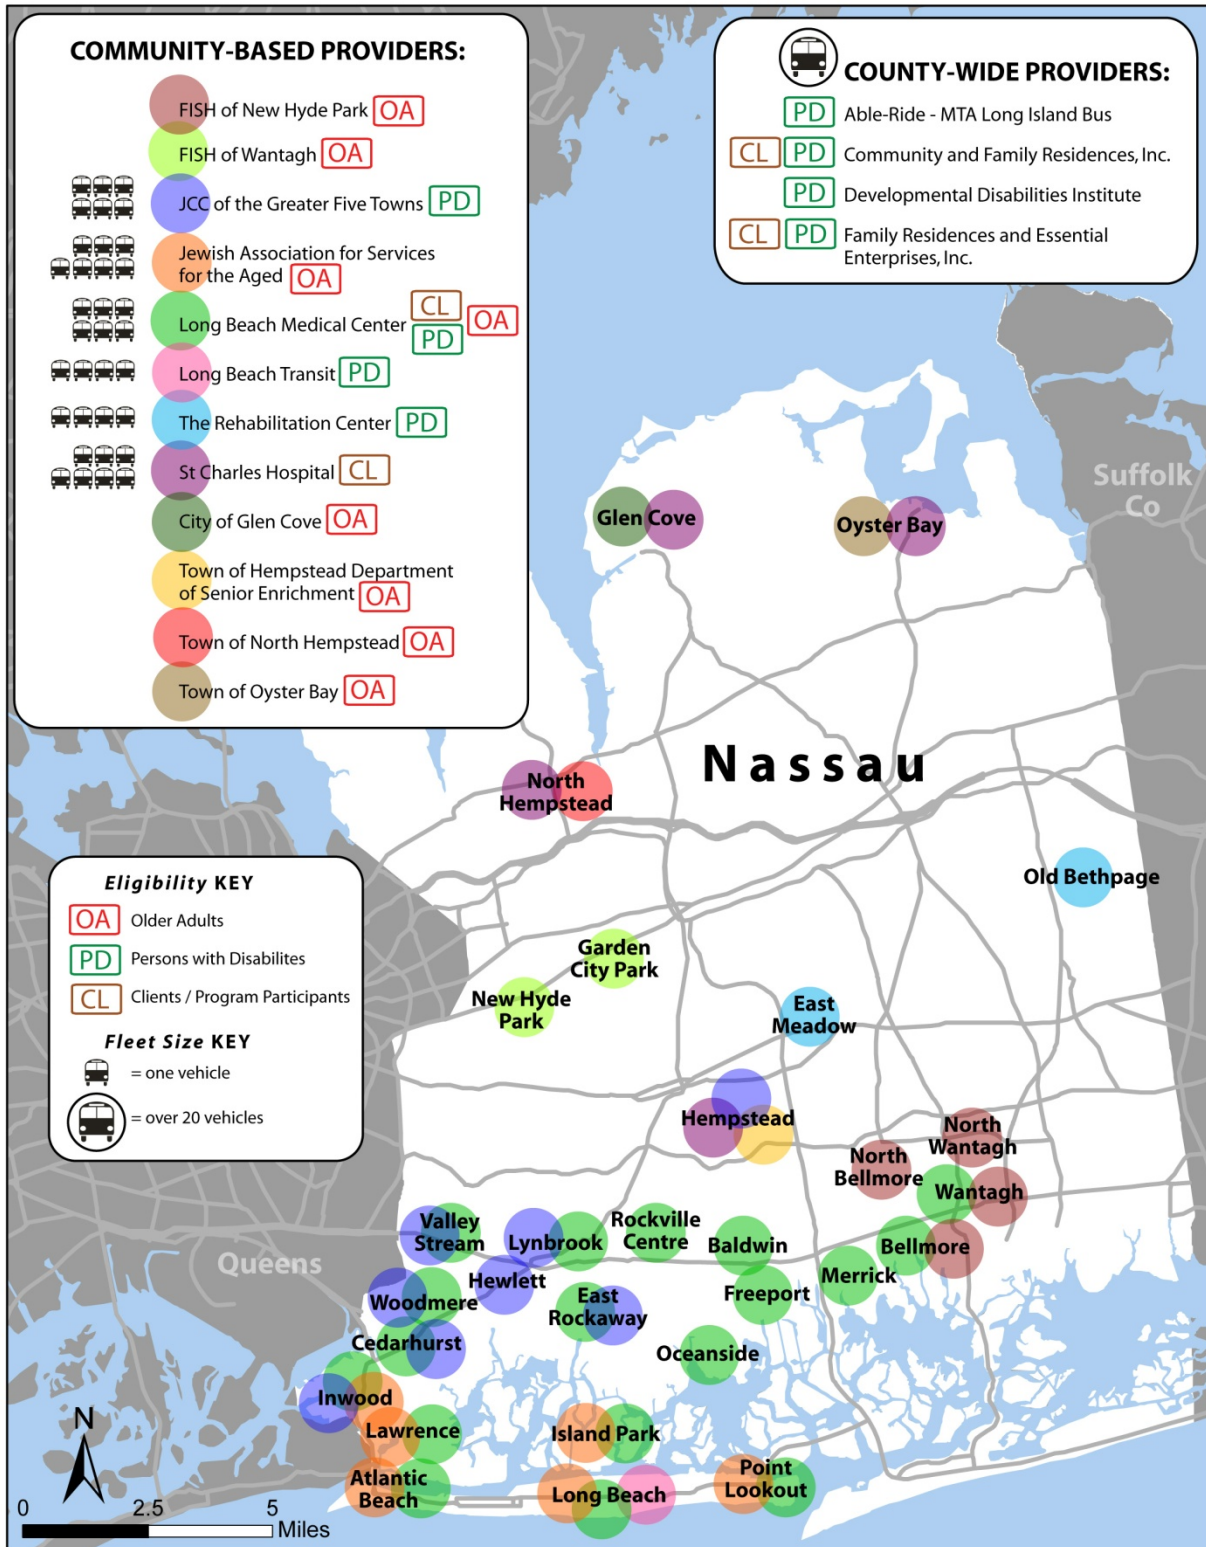 COMMUNITY-BASED PROVIDERS:
FISH of New Hyde Park OA
FISH of Wantagh OA
JCC of the Greater Five Towns PD
Jewish Association for Services
for the Aged OA
CL
Long Beach Medical Center OA
PD
Long Beach Transit PD
The Rehabilitation Center PD
St Charles Hospital CL
City of Glen Cove OA
Town of Hempstead Department
of Senior Enrichment OA
Town of North Hempstead OA
Town of Oyster Bay OA
COUNTY-WIDE PROVIDERS:
PD Able-Ride - MTA Long Island Bus
CL PD Community and Family Residences, Inc.
PD Developmental Disabilities Institute
CL PD Family Residences and Essential
Enterprises, Inc.
Suffolk
Co
Glen Cove
Oyster Bay
Nassau
North
Hempstead
Old Bethpage
Eligibility KEY
OA Older Adults
PD Persons with Disabilites
CL Clients / Program Participants
Fleet Size KEY
= one vehicle
= over 20 vehicles
Garden
City Park
New Hyde
Park
East
Meadow
Hempstead
North
Wantagh
North
Bellmore
Wantagh
Valley
Stream
Lynbrook
Rockville
Centre
Baldwin
Bellmore
Queens
Hewlett
Merrick
Woodmere
East
Rockaway
Freeport
Cedarhurst
Oceanside
Inwood
Lawrence
Island Park
Atlantic
Beach
Long Beach
Point
Lookout
N
0 2.5 5
Miles